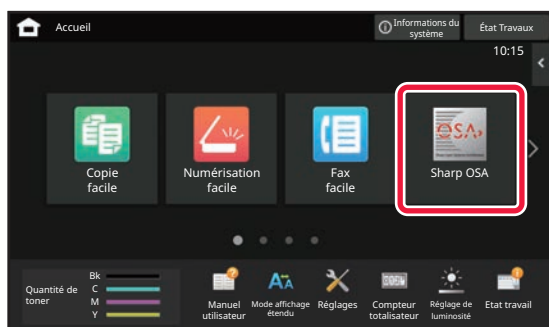 Accueil
Informations du
système
État Travaux
10:15
Copie
facile
Numérisation
facile
Fax
facile
OSA
Sharp OSA
Quantité de
toner
Bk
C
M
Y
Manuel
utilisateur
Mode affichage
étendu
Réglages
Compteur
totalisateur
Réglage de
luminosité
Etat travail